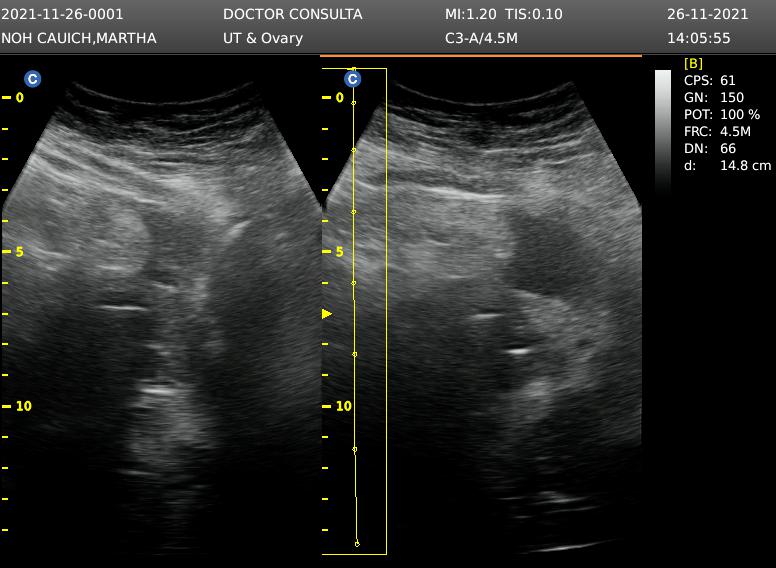 2021-11-26-0001 DOCTOR CONSULTA MI:1.20 TIS:0.10 26-11-2021
NOH CAUICH,MARTHA UT & Ovary C3-A/4.5M 14:05:55
[B]
CPS: 61
GN: 150
POT: 100 %
FRC: 4.5M
DN: 66
d: 14.8 cm
C C
0 0
5 5
10 10